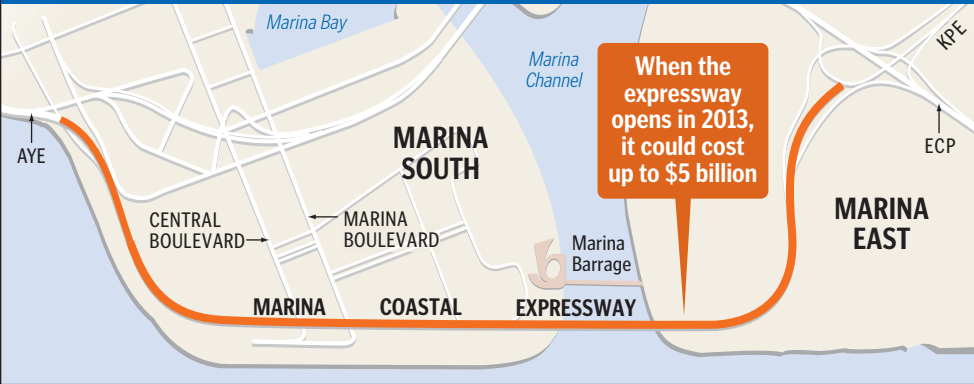 Marina Bay
Marina
Channel
When the
expressway
opens in 2013,
it could cost
up to $5 billion
KPE
ECP
AYE
MARINA
SOUTH
CENTRAL
BOULEVARD
MARINA
BOULEVARD
MARINA
EAST
Marina
Barrage
MARINA COASTAL EXPRESSWAY